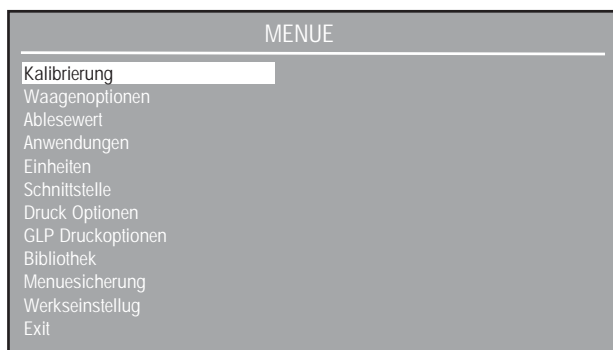 MENUE
Kalibrierung
Waagenoptionen
Ablesewert
Anwendungen
Einheiten
Schnittstelle
Druck Optionen
GLP Druckoptionen
Bibliothek
Menuesicherung
Werkseinstellug
Exit